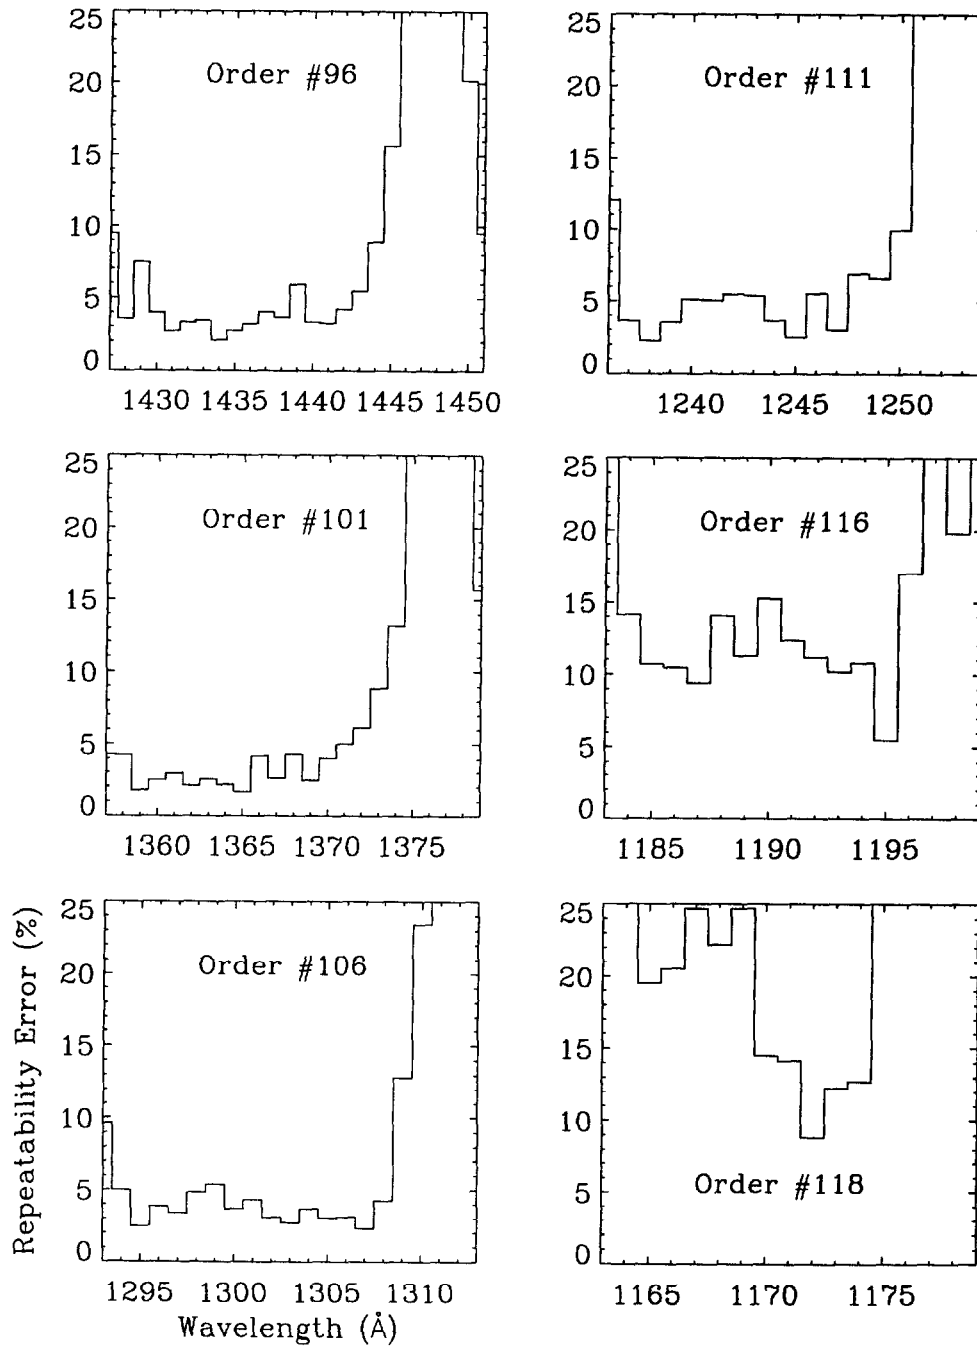 25
20
15
10
5
0
Order #96
1430 1435 1440 1445 1450
25
20
15
10
5
0
Order #111
1240 1245 1250
25
20
15
10
5
0
Order #101
1360 1365 1370 1375
25
20
15
10
5
0
Order #116
1185 1190 1195
Repeatability Error (%)
25
20
15
10
5
0
Order #106
1295 1300 1305 1310
Wavelength (Å)
25
20
15
10
5
0
Order #118
1165 1170 1175